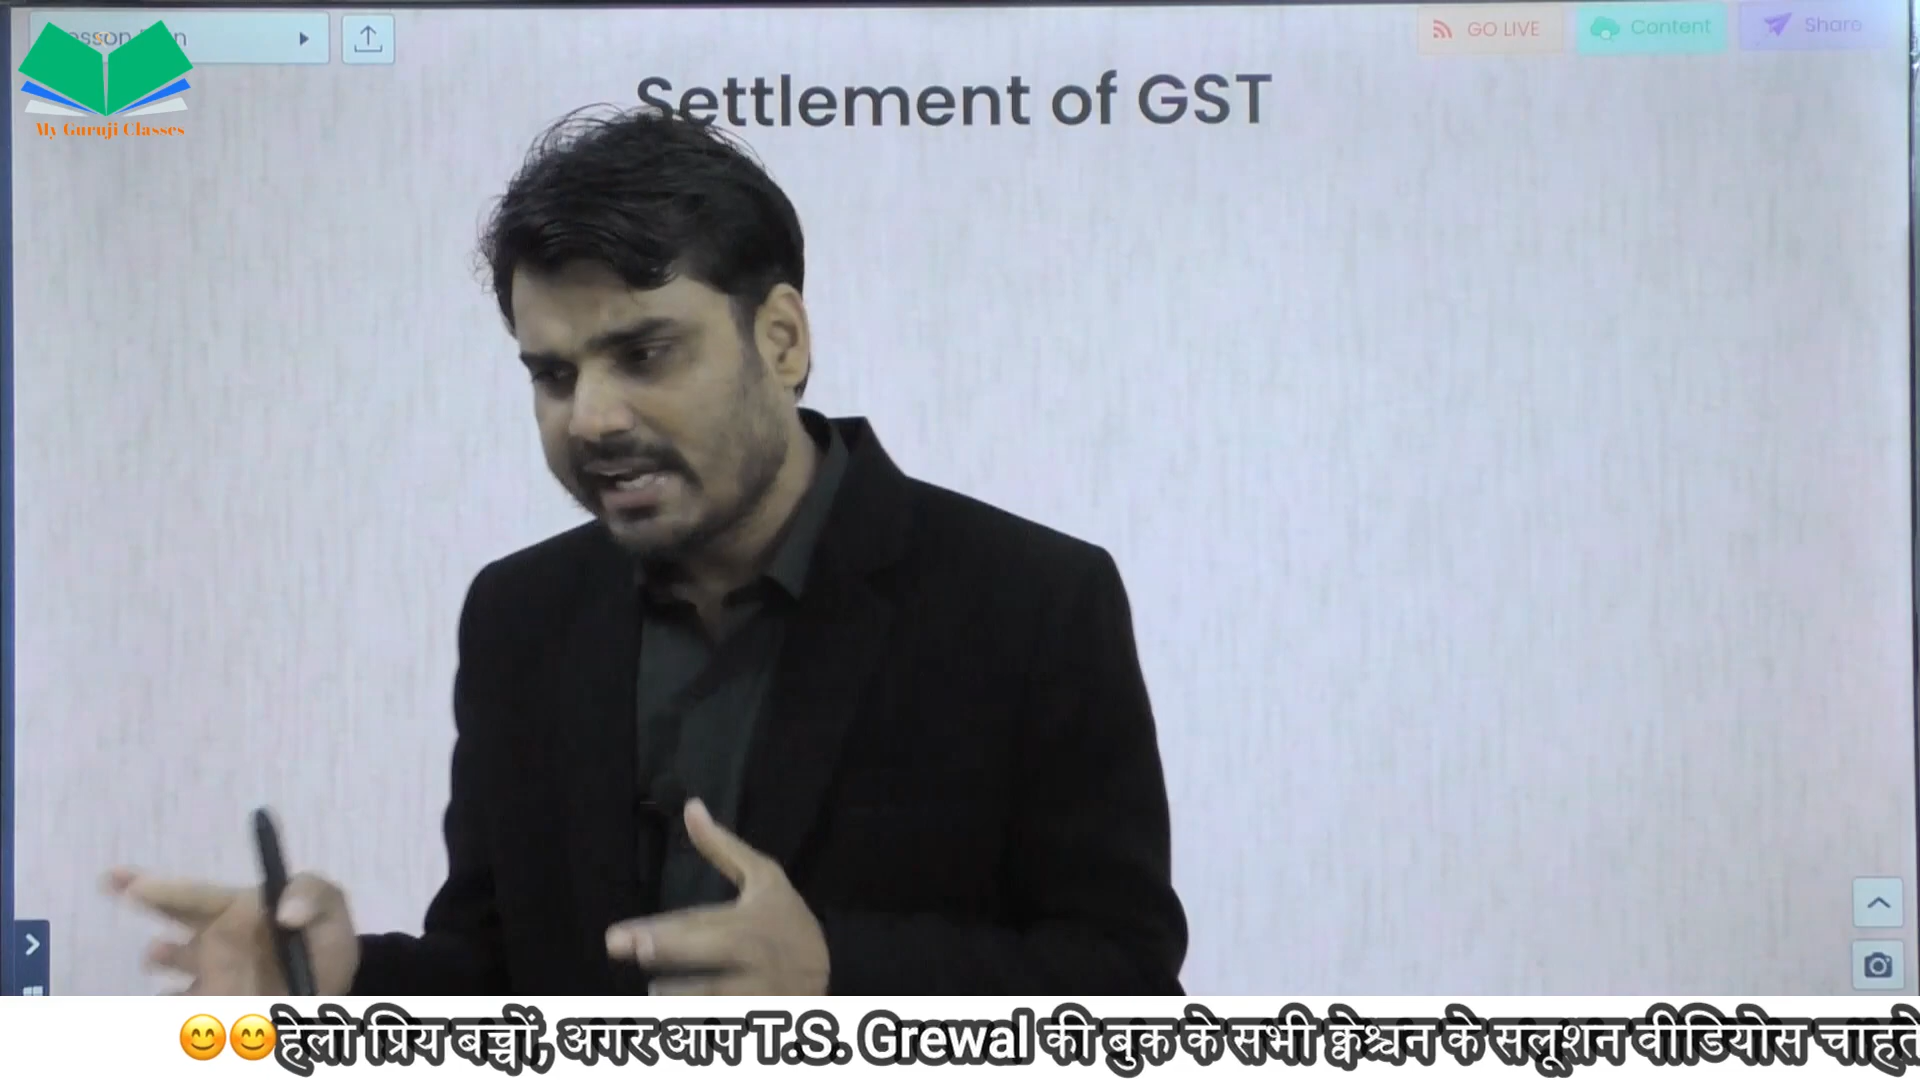 GO LIVE
Content
Share
My Guruji Classes
Settlement of GST
😊😊हेलो प्रिय बच्चों, अगर आप T.S. Grewal की बुक के सभी क्वेश्चन के सलूशन वीडियोस चाहते